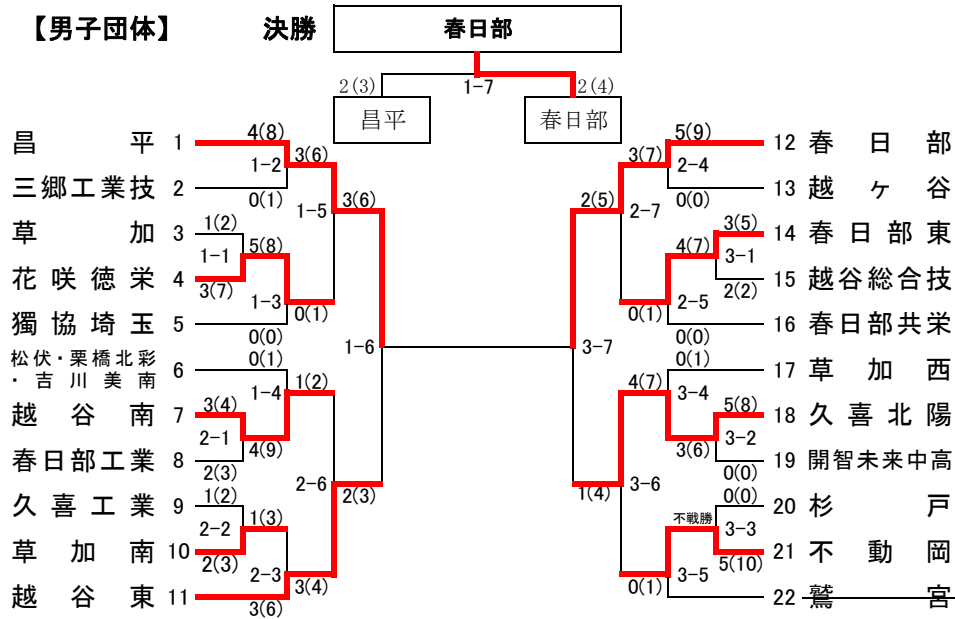 【男子団体】 決勝 春日部
2(3) 1-7 2(4)
昌平 春日部
4(8) 5(9)
昌平 1 12 春日部
1-2 3(6) 3(7) 2-4
三郷工業技 2 13 越ヶ谷
0(1) 0(0)
1-5 3(6) 2(5) 2-7
草加 3 1(2) 3(5) 14 春日部東
1-1 5(8) 4(7) 3-1
花咲徳栄 4 15 越谷総合技
3(7) 2(2)
1-3 0(1) 0(1) 2-5
獨協埼玉 5 16 春日部共栄
0(0) 0(0)
1-6 3-7
松伏・栗橋北彩
・吉川美南 6 0(1) 0(1) 17 草加西
1-4 1(2) 4(7) 3-4
越谷南 7 3(4) 5(8) 18 久喜北陽
2-1 4(9) 3(6) 3-2
春日部工業 8 19 開智未来中高
2(3) 0(0)
2-6 2(3) 1(4) 3-6
久喜工業 9 1(2) 0(0) 20 杉戸
2-2 1(3) 不戦勝 3-3
草加南 10 21 不動岡
2(3) 5(10)
2-3 3(4) 0(1) 3-5
越谷東 11 22 鷲宮
3(6)